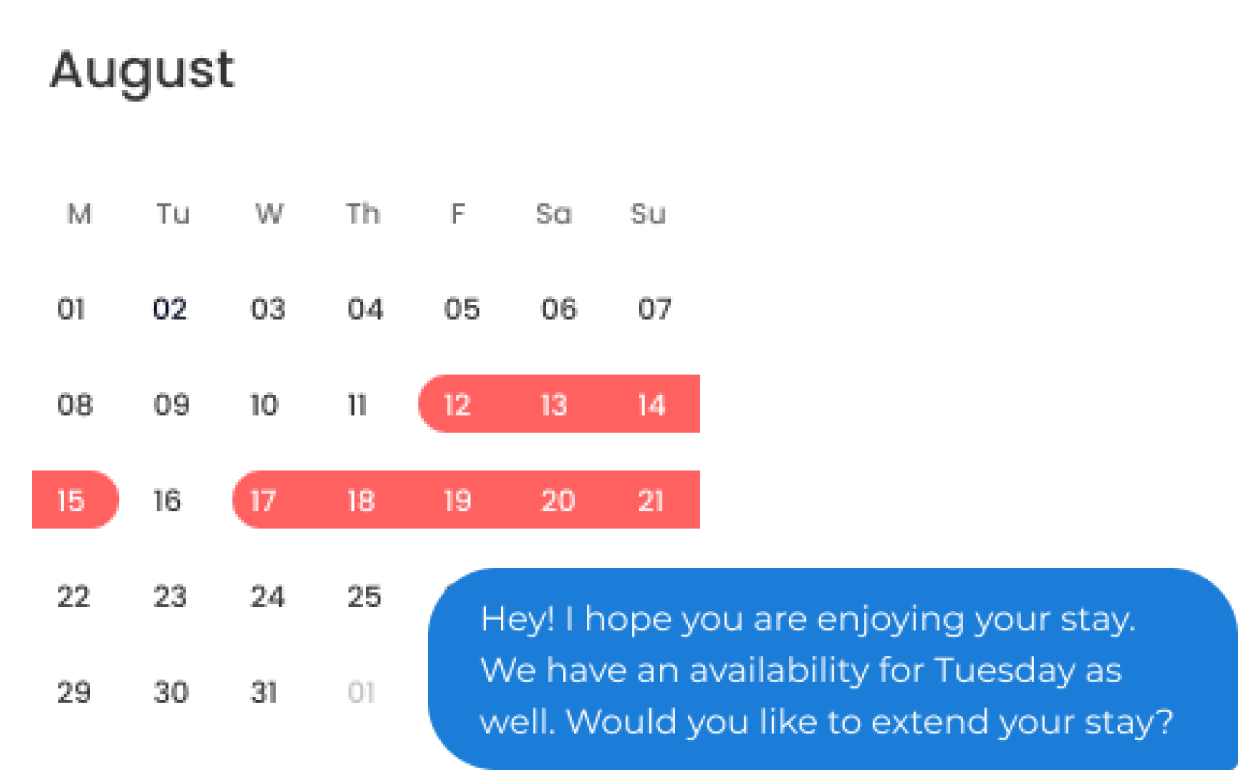 August
M Tu W Th F Sa Su
01 02 03 04 05 06 07
08 09 10 11 12 13 14
15 16 17 18 19 20 21
22 23 24 25
29 30 31 01
Hey! I hope you are enjoying your stay.
We have an availability for Tuesday as
well. Would you like to extend your stay?